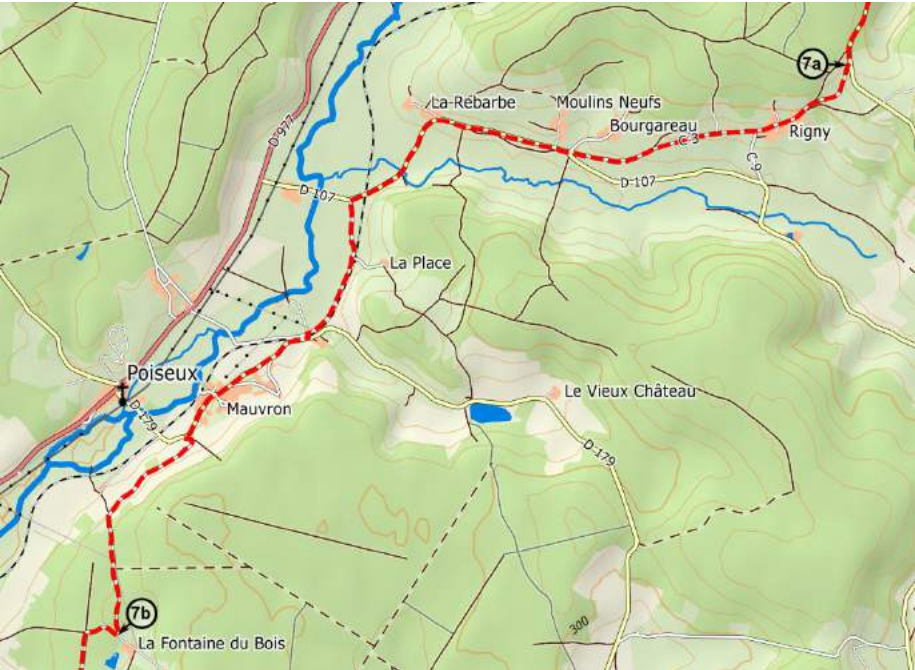 7a
La Rebarbe
Moulins Neufs
D 977
Bourgareau
Rigny
C 3
C 9
D 107
D 107
La Place
Poiseux
Le Vieux Château
Mauvron
D 179
D 179
7b
300
La Fontaine du Bois